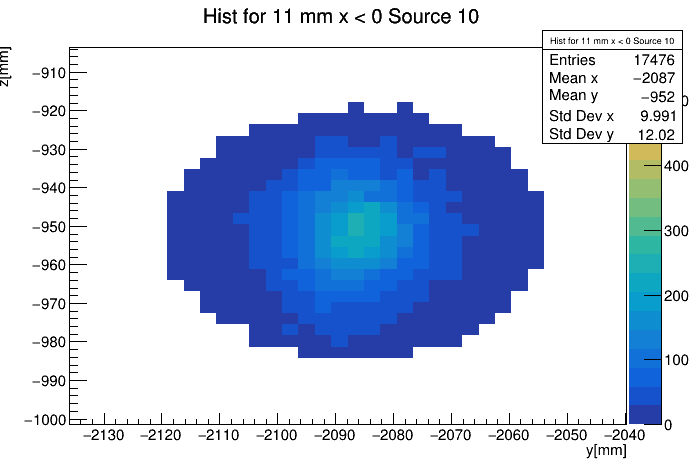 Hist for 11 mm x < 0 Source 10
Hist for 11 mm x < 0 Source 10
Entries 17476
Mean x −2087
Mean y −952
Std Dev x 9.991
Std Dev y 12.02
z[mm]
−910
−920
−930
−940
−950
−960
−970
−980
−990
−1000
−2130 −2120 −2110 −2100 −2090 −2080 −2070 −2060 −2050 −2040
y[mm]
0
400
300
200
100
0